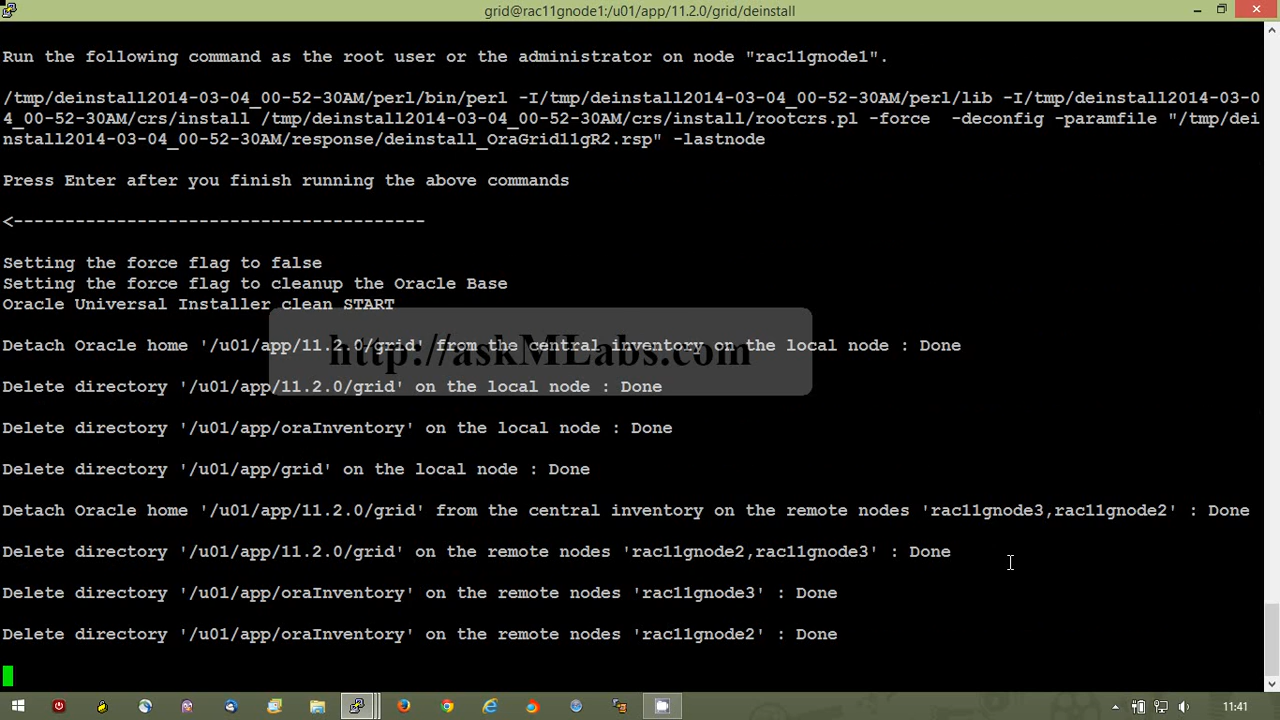 grid@rac11gnode1:/u01/app/11.2.0/grid/deinstall
Run the following command as the root user or the administrator on node "rac11gnode1".
/tmp/deinstall2014-03-04_00-52-30AM/perl/bin/perl -I/tmp/deinstall2014-03-04_00-52-30AM/perl/lib -I/tmp/deinstall2014-03-0
4_00-52-30AM/crs/install /tmp/deinstall2014-03-04_00-52-30AM/crs/install/rootcrs.pl -force  -deconfig -paramfile "/tmp/dei
nstall2014-03-04_00-52-30AM/response/deinstall_OraGrid11gR2.rsp" -lastnode
Press Enter after you finish running the above commands
<----------------------------------------
Setting the force flag to false
Setting the force flag to cleanup the Oracle Base
Oracle Universal Installer clean START
Detach Oracle home '/u01/app/11.2.0/grid' from the central inventory on the local node : Done
http://askMLabs.com
Delete directory '/u01/app/11.2.0/grid' on the local node : Done
Delete directory '/u01/app/oraInventory' on the local node : Done
Delete directory '/u01/app/grid' on the local node : Done
Detach Oracle home '/u01/app/11.2.0/grid' from the central inventory on the remote nodes 'rac11gnode3,rac11gnode2' : Done
Delete directory '/u01/app/11.2.0/grid' on the remote nodes 'rac11gnode2,rac11gnode3' : Done
Delete directory '/u01/app/oraInventory' on the remote nodes 'rac11gnode3' : Done
Delete directory '/u01/app/oraInventory' on the remote nodes 'rac11gnode2' : Done
11:41